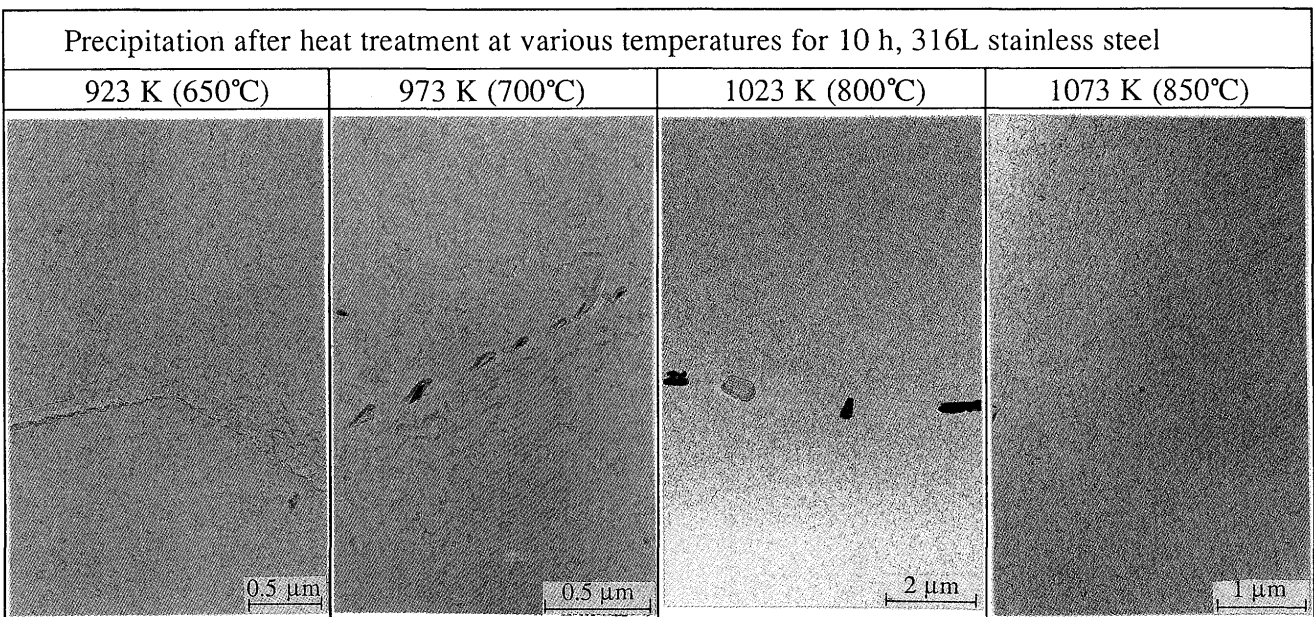 Precipitation after heat treatment at various temperatures for 10 h, 316L stainless steel
923 K (650℃)
973 K (700℃)
1023 K (800℃)
1073 K (850℃)
0.5 μm
0.5 μm
2 μm
1 μm